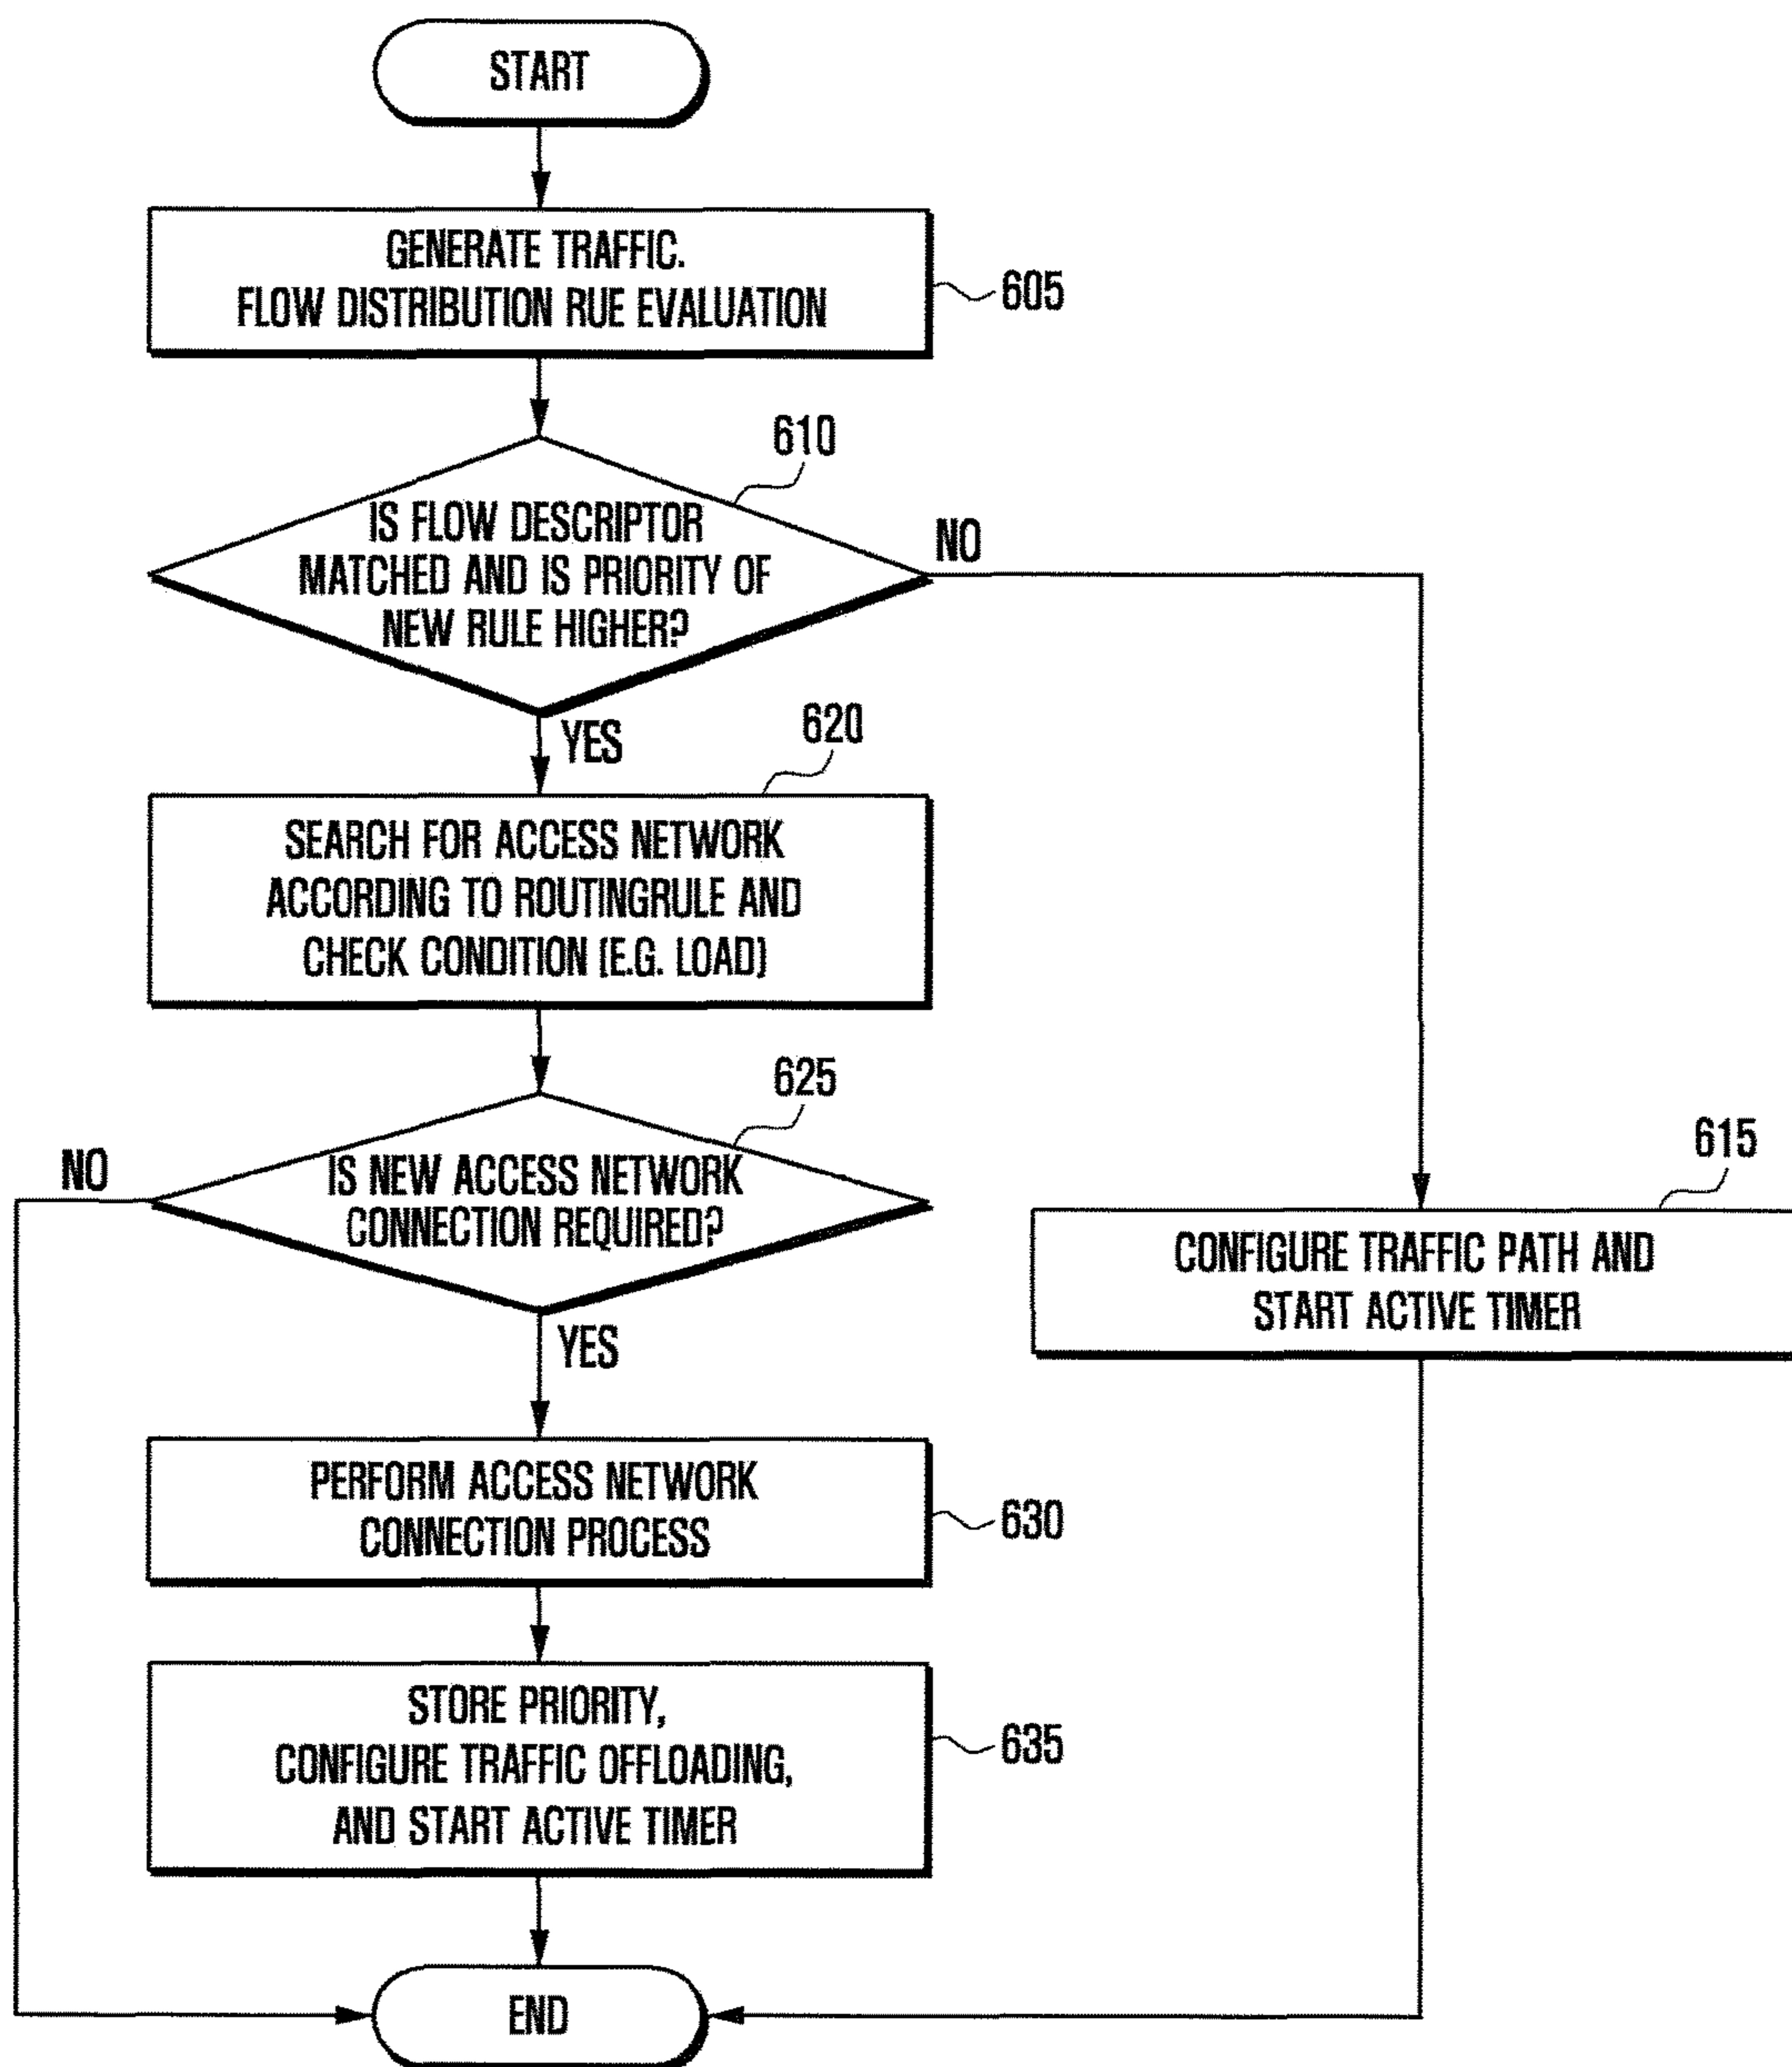 START
GENERATE TRAFFIC.
FLOW DISTRIBUTION RUE EVALUATION
605
610
IS FLOW DESCRIPTOR
MATCHED AND IS PRIORITY OF
NEW RULE HIGHER?
NO
YES
620
SEARCH FOR ACCESS NETWORK
ACCORDING TO ROUTINGRULE AND
CHECK CONDITION (E.G. LOAD)
625
NO
IS NEW ACCESS NETWORK
CONNECTION REQUIRED?
YES
615
CONFIGURE TRAFFIC PATH AND
START ACTIVE TIMER
PERFORM ACCESS NETWORK
CONNECTION PROCESS
630
STORE PRIORITY,
CONFIGURE TRAFFIC OFFLOADING,
AND START ACTIVE TIMER
635
END